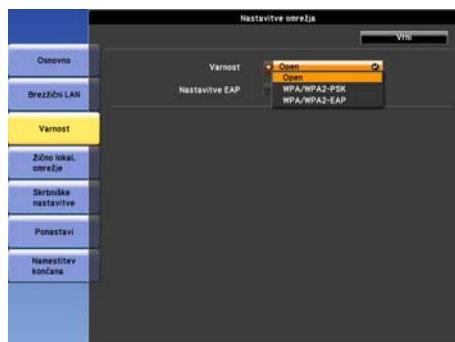 Nastavitve omrežja
Vrni
Osnovno
Brezžični LAN
Varnost
Žično lokal.
omrežje
Skrbniške
nastavitve
Ponastavi
Namestitev
končana
Varnost
Open
Open
WPA/WPA2-PSK
WPA/WPA2-EAP
Nastavitve EAP